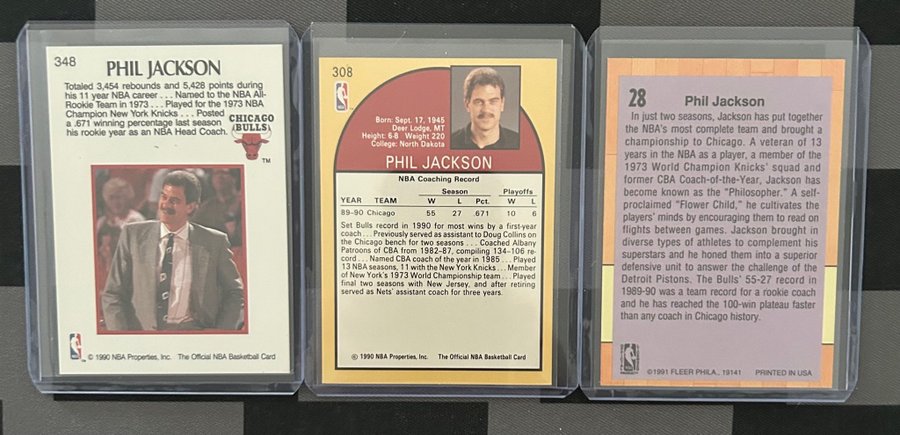 348
PHIL JACKSON
Totaled 3,454 rebounds and 5,428 points during
his 11 year NBA career . . . Named to the NBA All-
Rookie Team in 1973 . . . Played for the 1973 NBA
Champion New York Knicks . . . Posted
a .671 winning percentage last season
his rookie year as an NBA Head Coach.
CHICAGO
BULLS
TM
© 1990 NBA Properties, Inc. The Official NBA Basketball Card
308
Born: Sept. 17, 1945
Deer Lodge, MT
Height: 6-8 Weight 220
College: North Dakota
PHIL JACKSON
NBA Coaching Record
Season Playoffs
YEAR TEAM W L Pct. W L
89-90 Chicago 55 27 .671 10 6
Set Bulls record in 1990 for most wins by a first-year
coach . . . Previously served as assistant to Doug Collins on
the Chicago bench for two seasons . . . Coached Albany
Patroons of CBA from 1982-87, compiling 134-106 re-
cord . . . Named CBA coach of the year in 1985 . . . Played
13 NBA seasons, 11 with the New York Knicks . . . Member
of New York's 1973 World Championship team . . . Played
final two seasons with New Jersey, and after retiring
served as Nets' assistant coach for three years.
© 1990 NBA Properties, Inc. The Official NBA Basketball Card
28
Phil Jackson
In just two seasons, Jackson has put together
the NBA's most complete team and brought a
championship to Chicago. A veteran of 13
years in the NBA as a player, a member of the
1973 World Champion Knicks' squad and
former CBA Coach-of-the-Year, Jackson has
become known as the "Philosopher." A self-
proclaimed "Flower Child," he cultivates the
players' minds by encouraging them to read on
flights between games. Jackson brought in
diverse types of athletes to complement his
superstars and he honed them into a superior
defensive unit to answer the challenge of the
Detroit Pistons. The Bulls' 55-27 record in
1989-90 was a team record for a rookie coach
and he has reached the 100-win plateau faster
than any coach in Chicago history.
©1991 FLEER PHILA., 19141 PRINTED IN USA